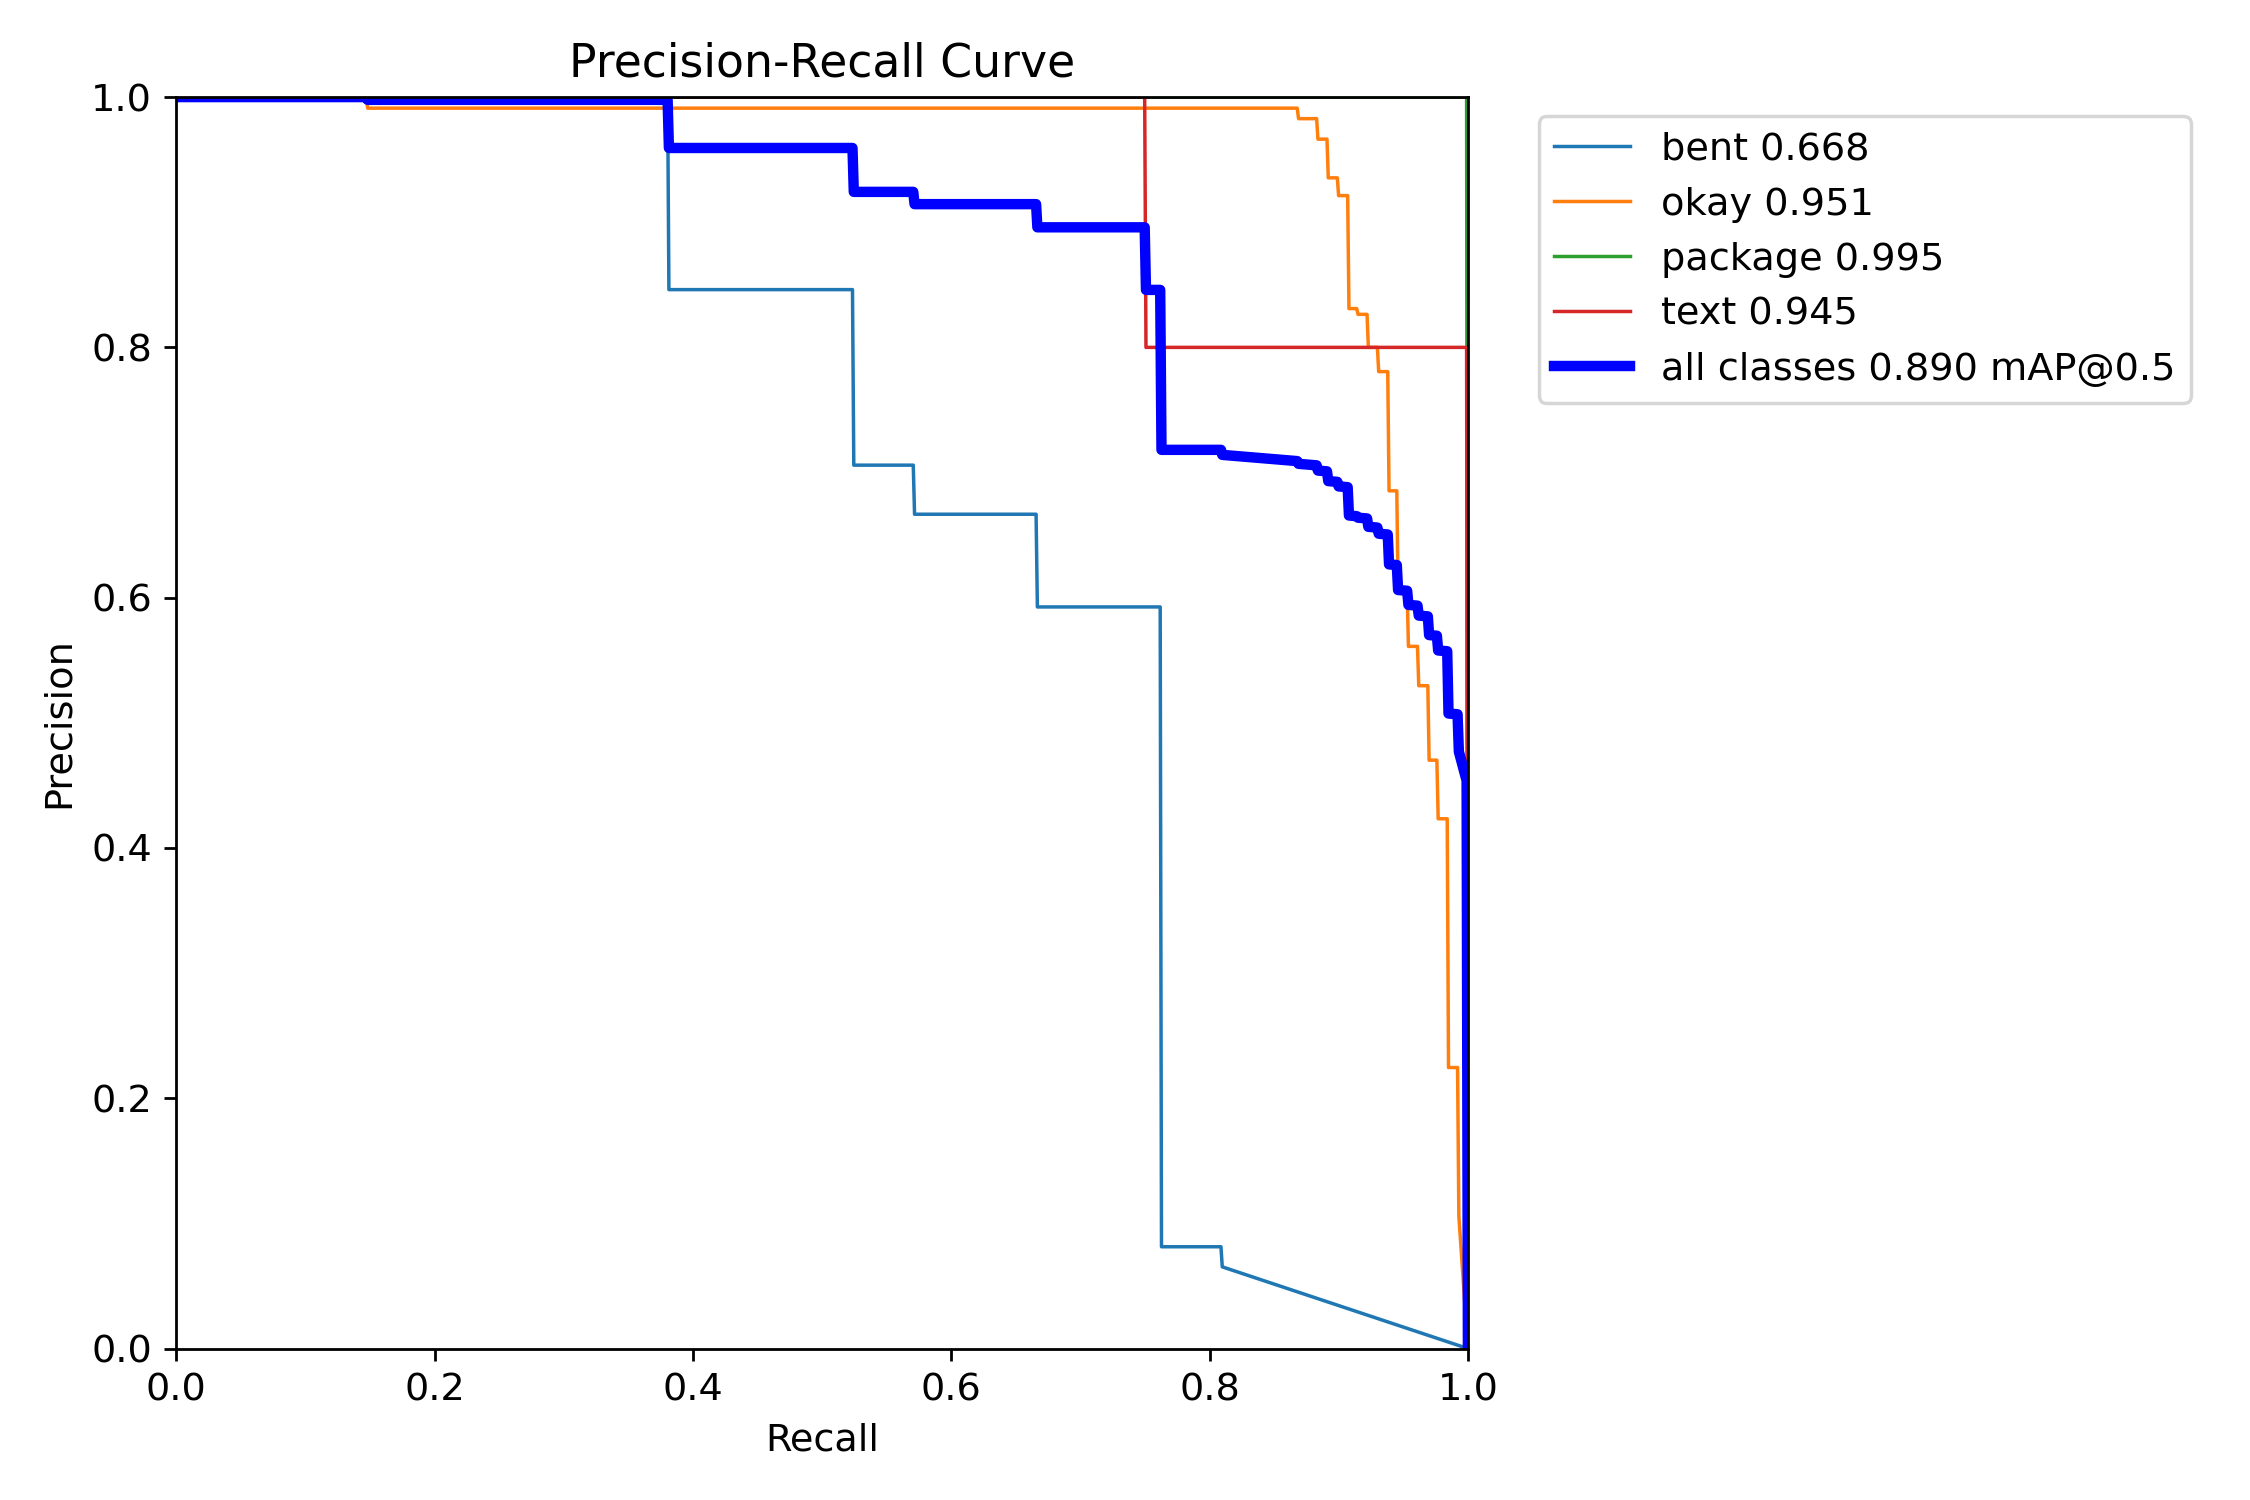 Precision-Recall Curve
1.0
0.8
0.6
0.4
0.2
0.0
Precision
0.0 0.2 0.4 0.6 0.8 1.0
Recall
bent 0.668
okay 0.951
package 0.995
text 0.945
all classes 0.890 mAP@0.5